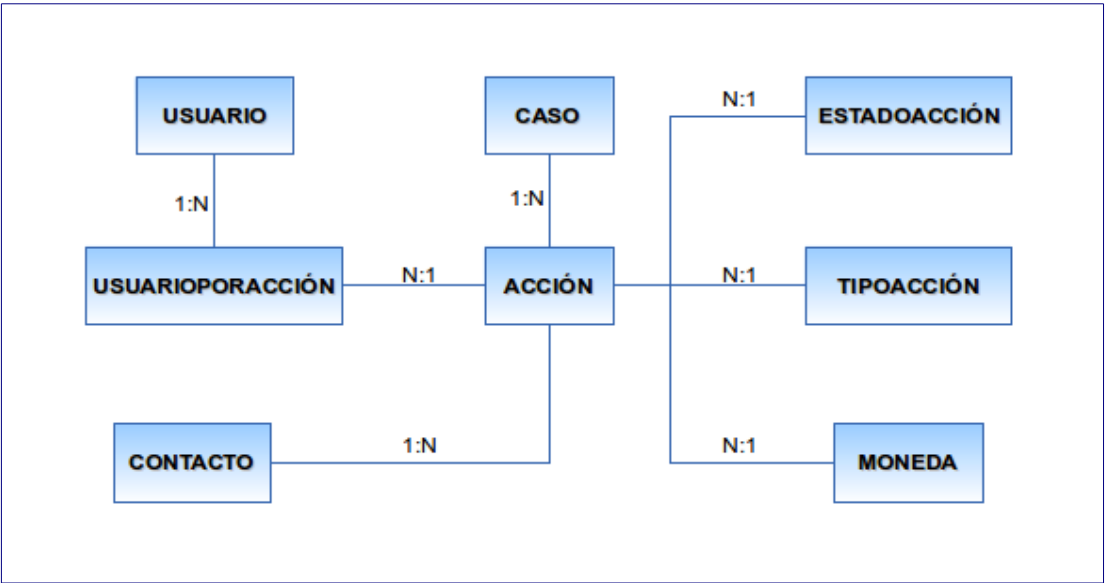 USUARIO
CASO
N:1
ESTADOACCIÓN
1:N
1:N
USUARIOPORACCIÓN
N:1
ACCIÓN
N:1
TIPOACCIÓN
CONTACTO
1:N
N:1
MONEDA